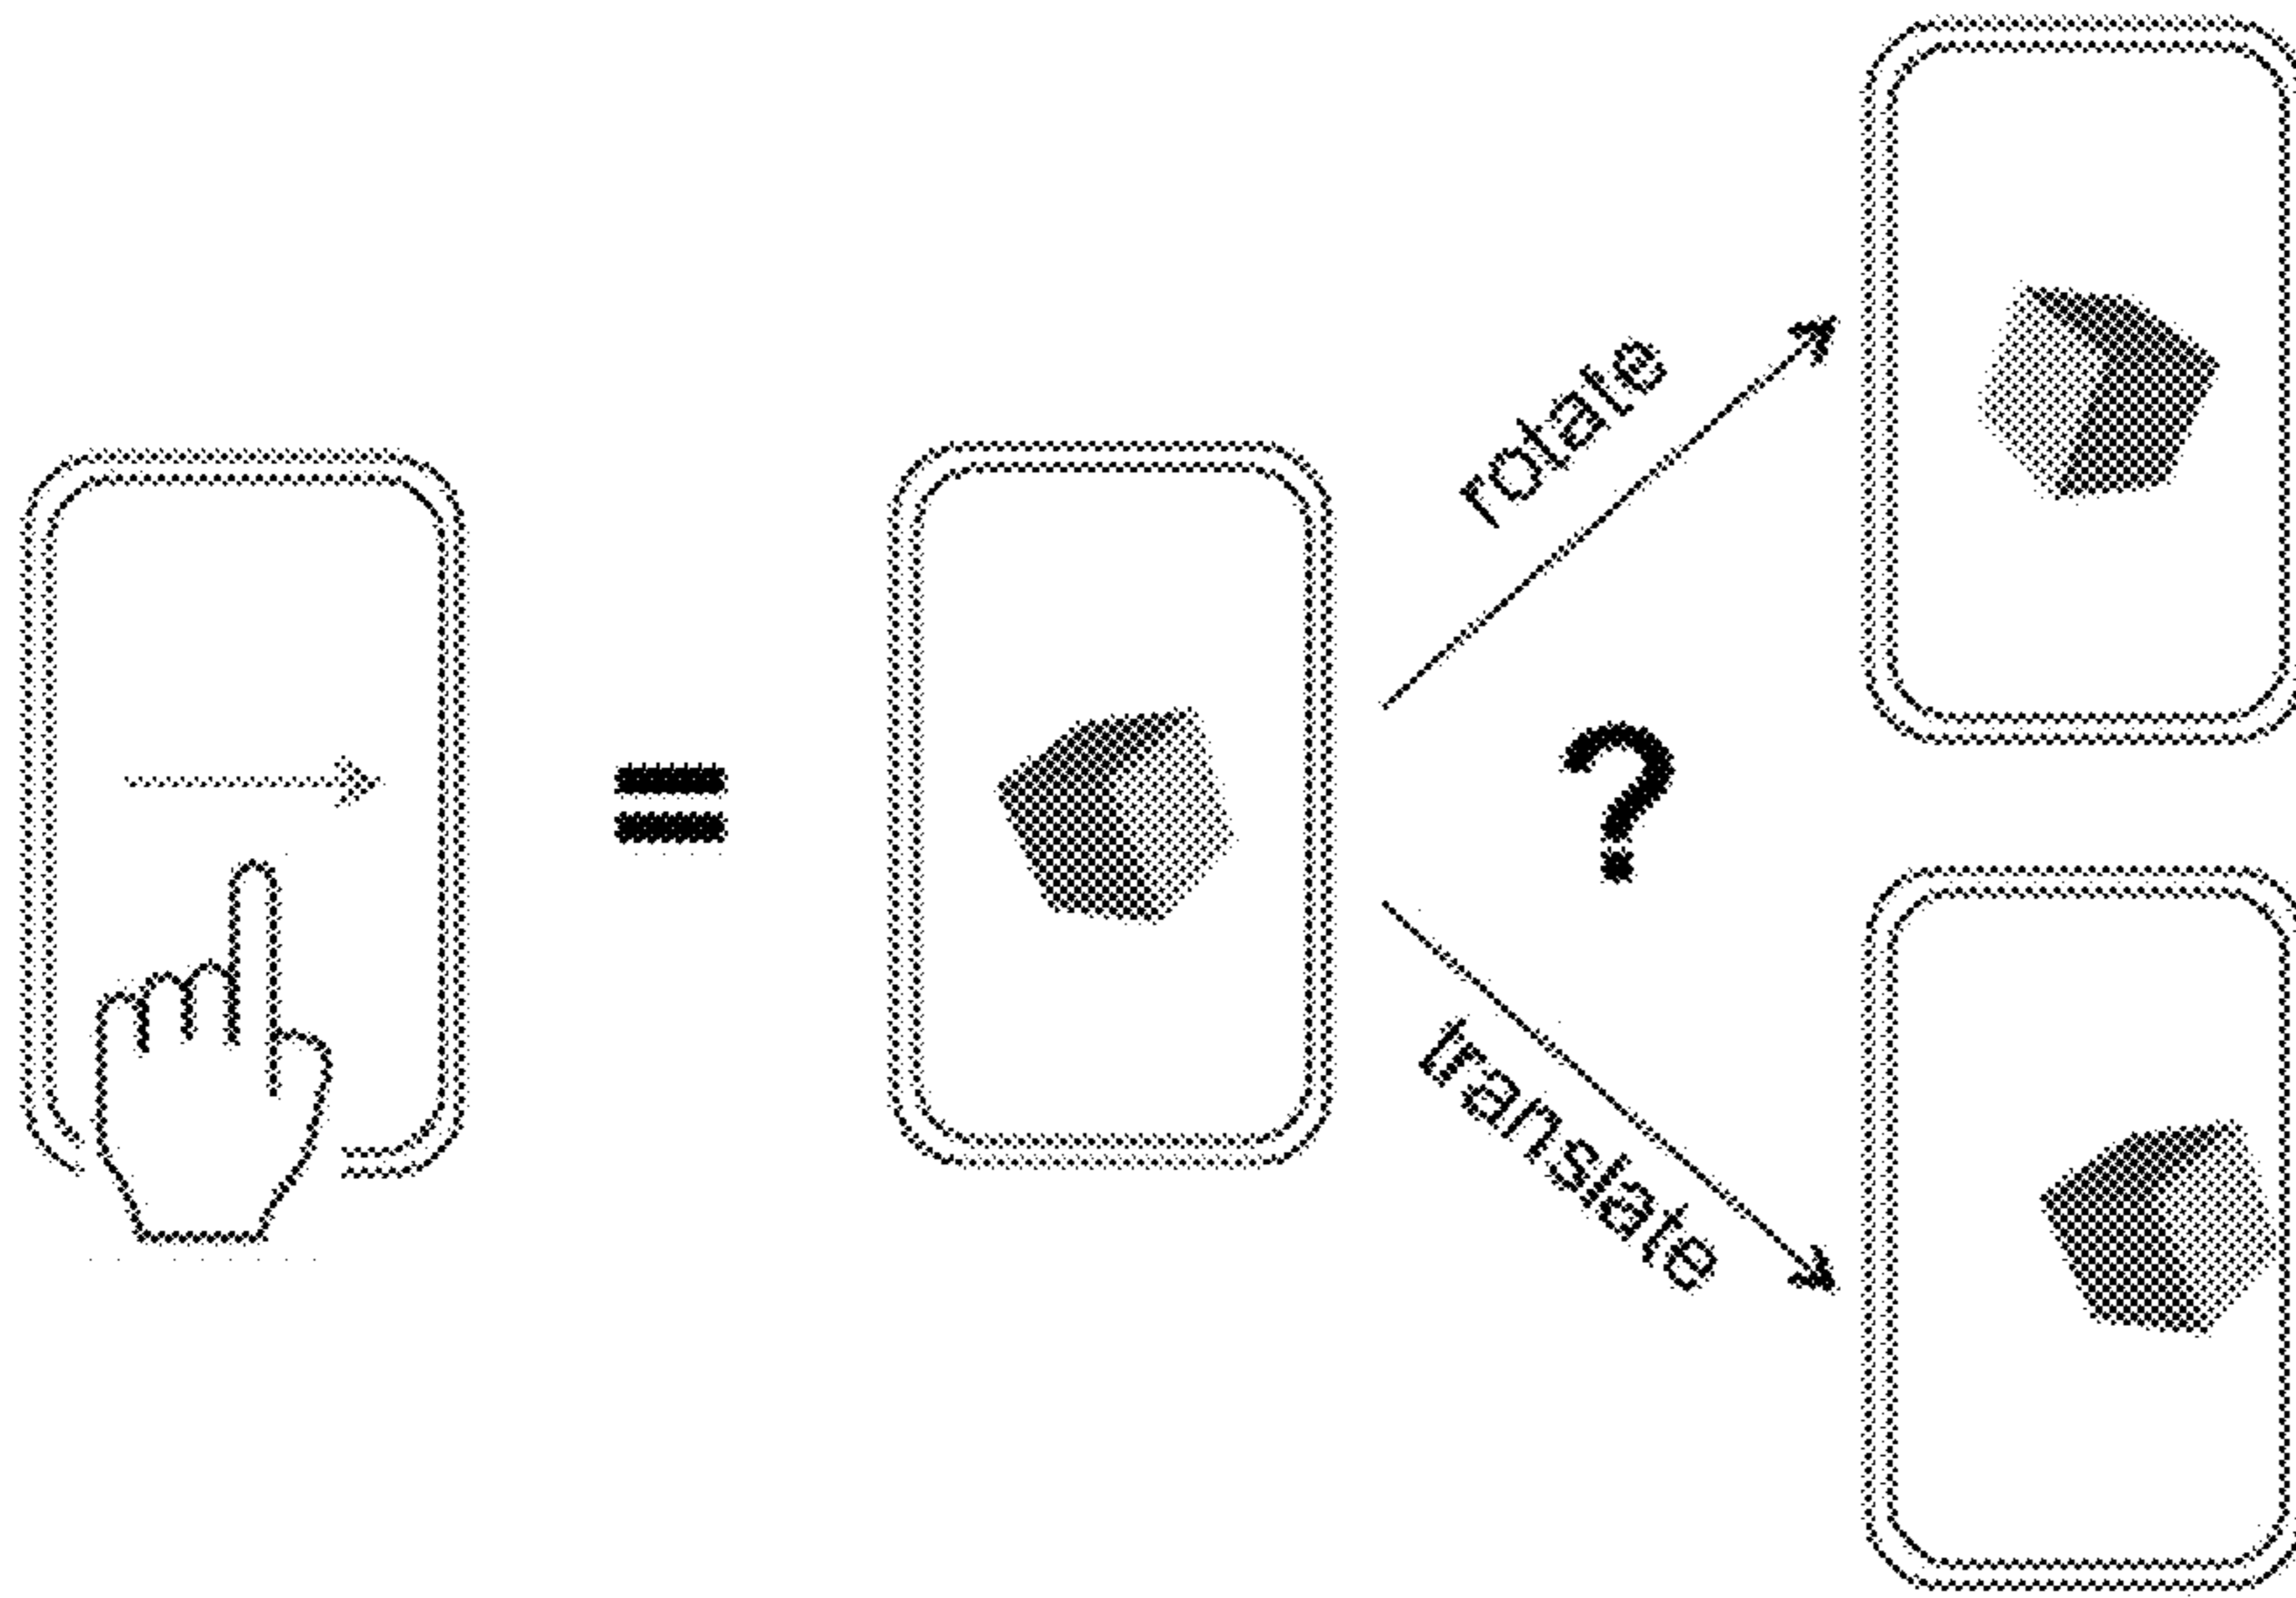 =
rotate
?
translate